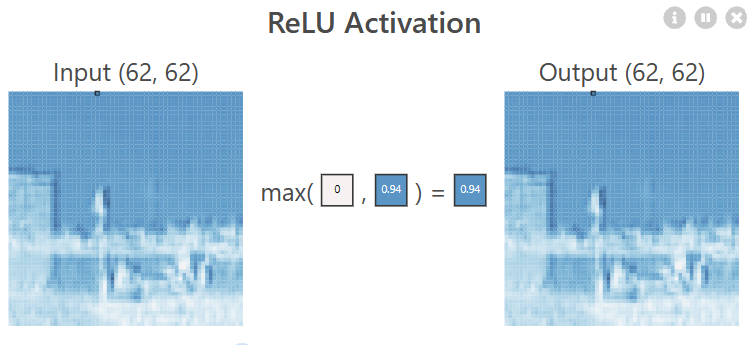 ReLU Activation
Input (62, 62)
Output (62, 62)
max( 0 , 0.94 ) = 0.94